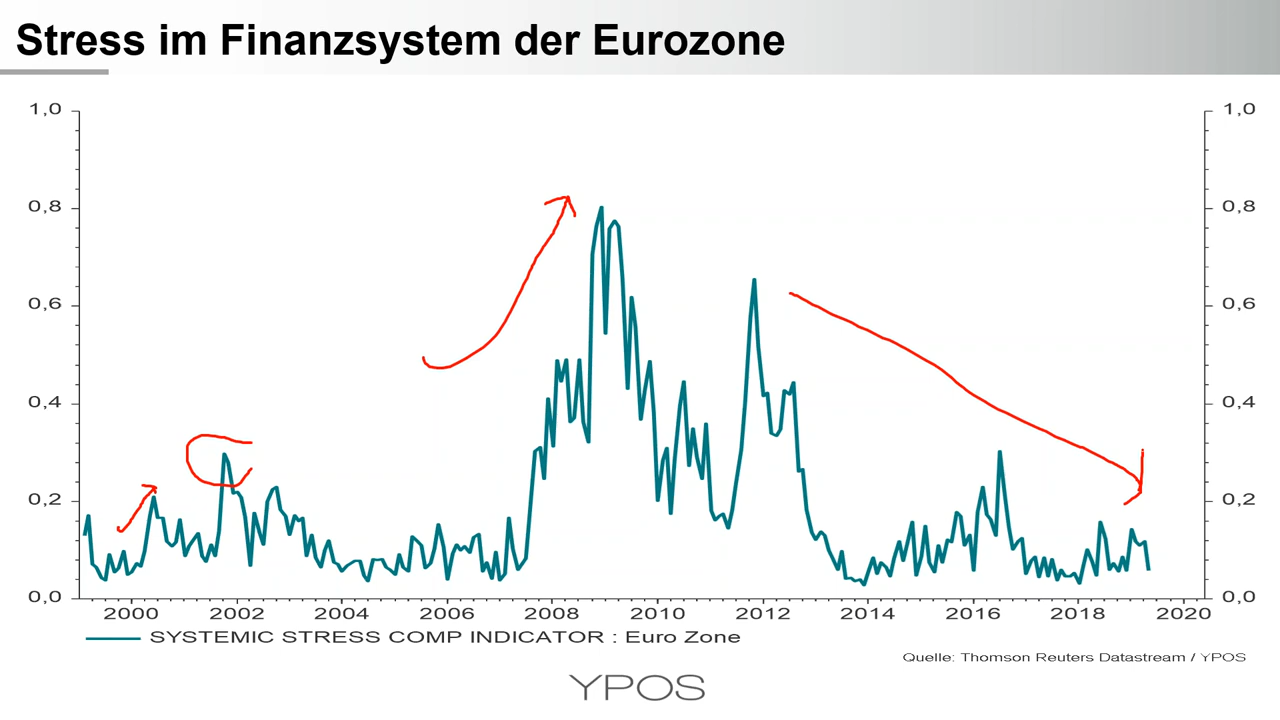 Stress im Finanzsystem der Eurozone
1,0 1,0
0,8 0,8
0,6 0,6
0,4 0,4
0,2 0,2
0,0 0,0
2000 2002 2004 2006 2008 2010 2012 2014 2016 2018 2020
SYSTEMIC STRESS COMP INDICATOR : Euro Zone
Quelle: Thomson Reuters Datastream / YPOS
YPOS